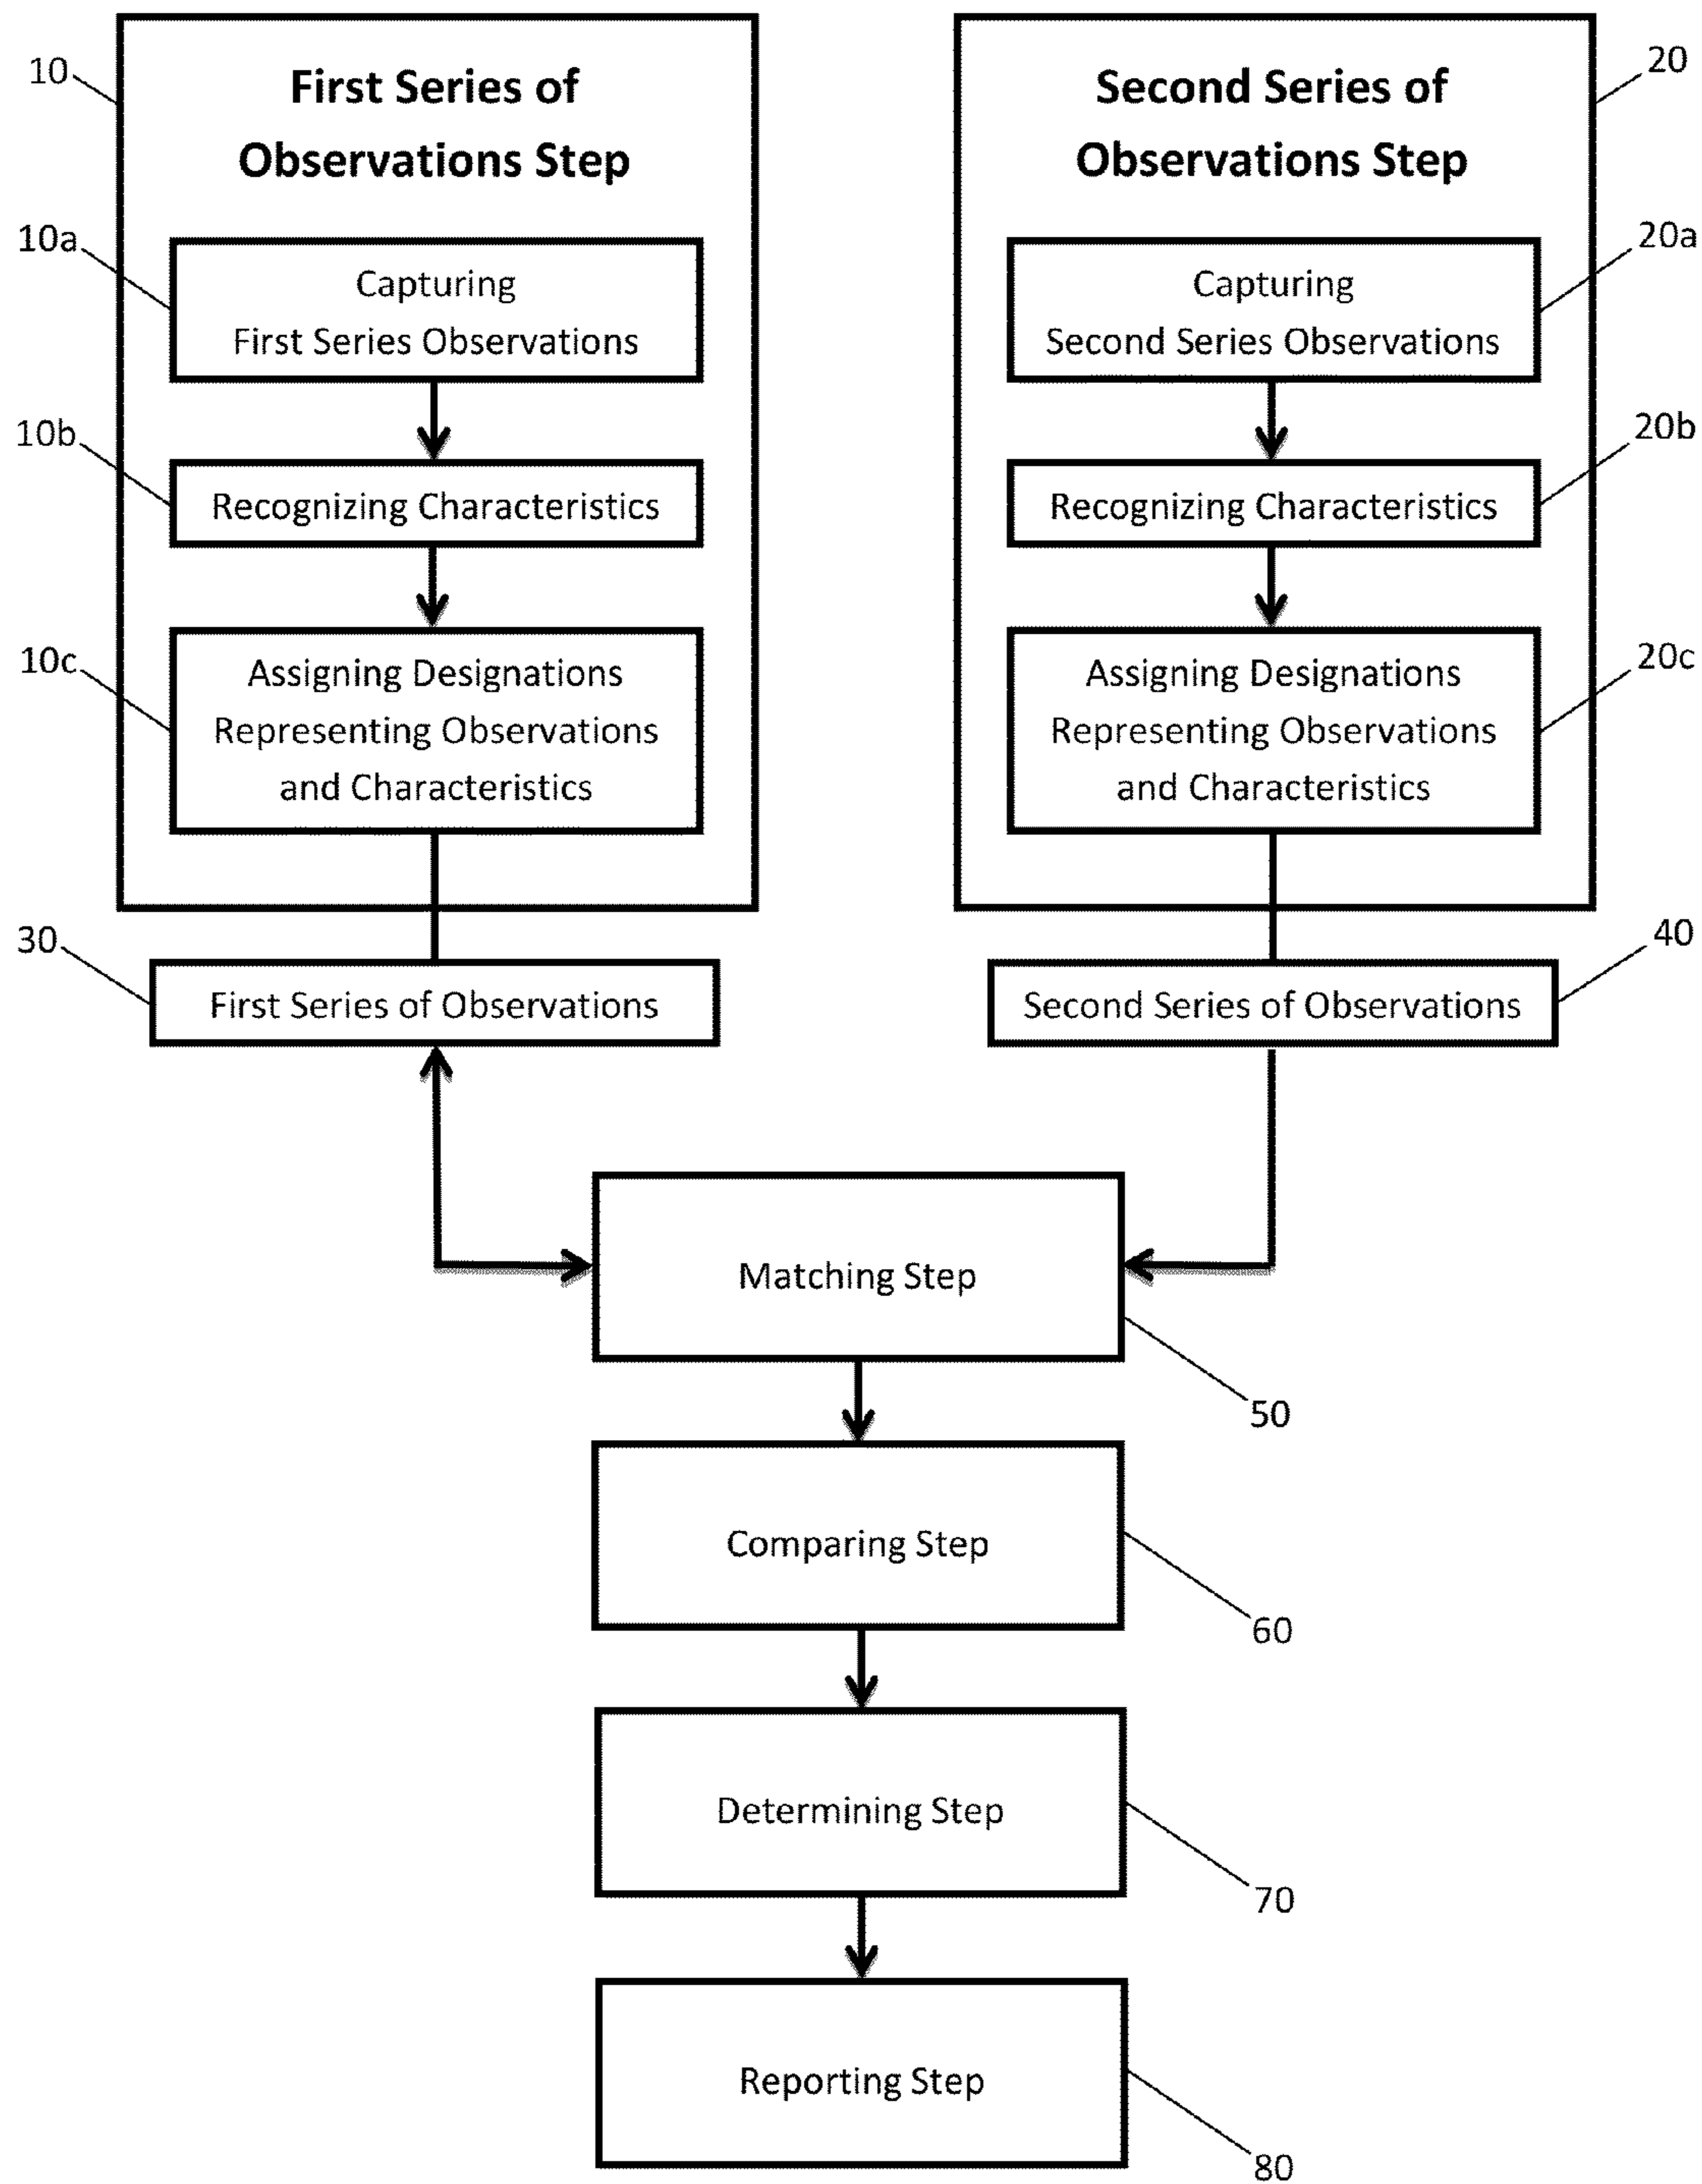 10
First Series of
Observations Step
10a
Capturing
First Series Observations
10b
Recognizing Characteristics
10c
Assigning Designations
Representing Observations
and Characteristics
30
First Series of Observations
20
Second Series of
Observations Step
20a
Capturing
Second Series Observations
20b
Recognizing Characteristics
20c
Assigning Designations
Representing Observations
and Characteristics
40
Second Series of Observations
Matching Step
50
Comparing Step
60
Determining Step
70
Reporting Step
80